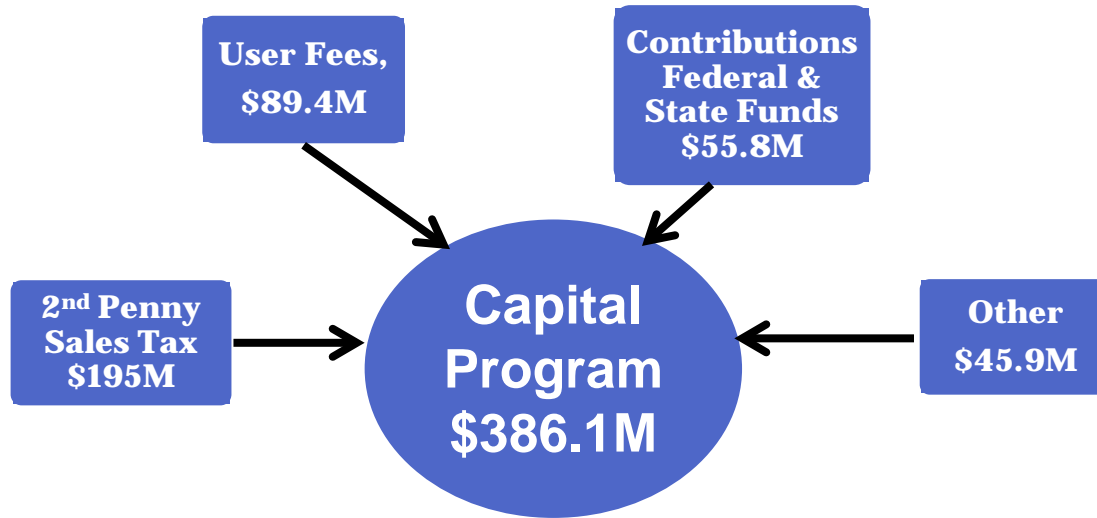 User Fees,
$89.4M
Contributions
Federal &
State Funds
$55.8M
2nd Penny
Sales Tax
$195M
Capital
Program
$386.1M
Other
$45.9M